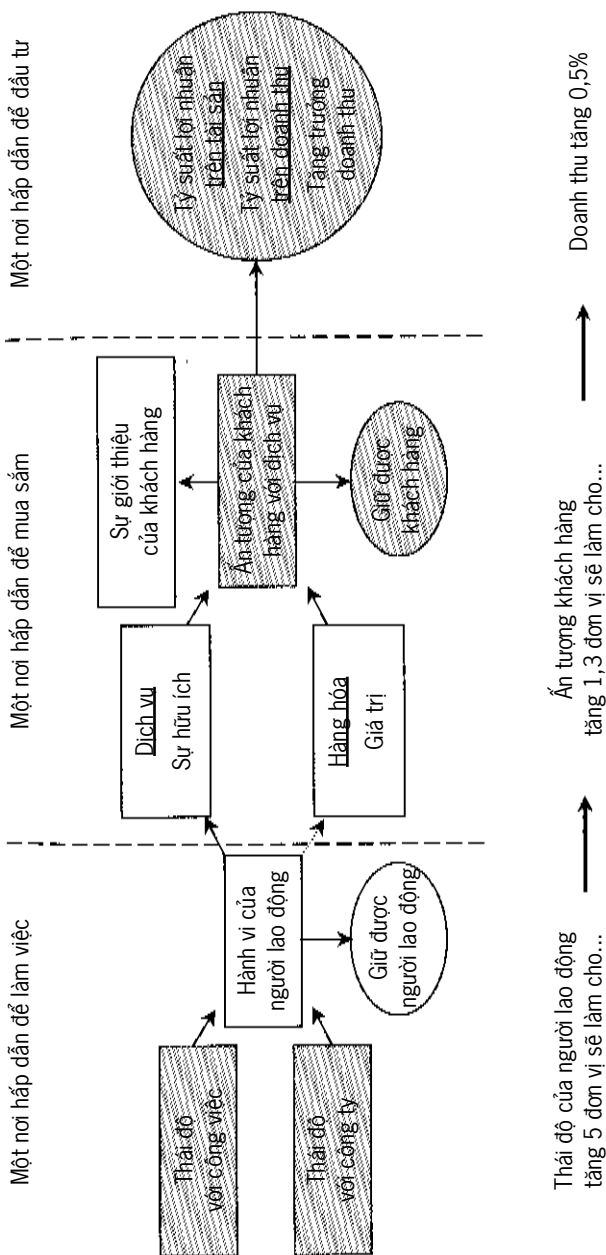 Một nơi hấp dẫn để làm việc
Thái độ
với công việc
Thái độ
với công ty
Hành vi của
người lao động
Giữ được
người lao động
Một nơi hấp dẫn để mua sắm
Dịch vụ
Sự hữu ích
Hàng hóa
Giá trị
Sự giới thiệu
của khách hàng
Ấn tượng của khách
hàng với dịch vụ
Giữ được
khách hàng
Một nơi hấp dẫn để đầu tư
Tỷ suất lợi nhuận
trên tài sản
Tỷ suất lợi nhuận
trên doanh thu
Tăng trưởng
doanh thu
Thái độ của người lao động
tăng 5 đơn vị sẽ làm cho...
Ấn tượng khách hàng
tăng 1,3 đơn vị sẽ làm cho...
Doanh thu tăng 0,5%